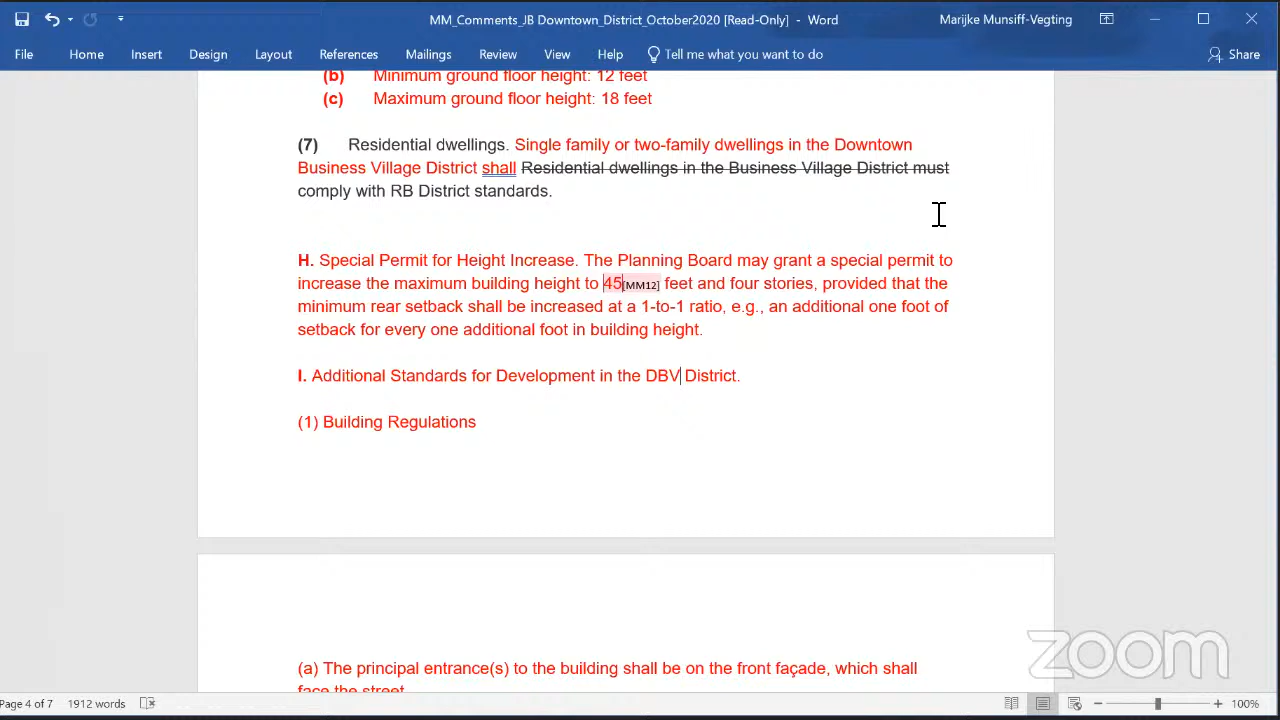 MM_Comments_JB Downtown_District_October2020 [Read-Only] - Word
Marijke Munsiff-Vegting
File Home Insert Design Layout References Mailings Review View Help Tell me what you want to do Share
(b) Minimum ground floor height: 12 feet
(c) Maximum ground floor height: 18 feet
(7) Residential dwellings. Single family or two-family dwellings in the Downtown
Business Village District shall Residential dwellings in the Business Village District must
comply with RB District standards.
H. Special Permit for Height Increase. The Planning Board may grant a special permit to
increase the maximum building height to 45[MM12] feet and four stories, provided that the
minimum rear setback shall be increased at a 1-to-1 ratio, e.g., an additional one foot of
setback for every one additional foot in building height.
I. Additional Standards for Development in the DBV District.
(1) Building Regulations
(a) The principal entrance(s) to the building shall be on the front façade, which shall
face the street.
zoom
Page 4 of 7 1912 words 100%